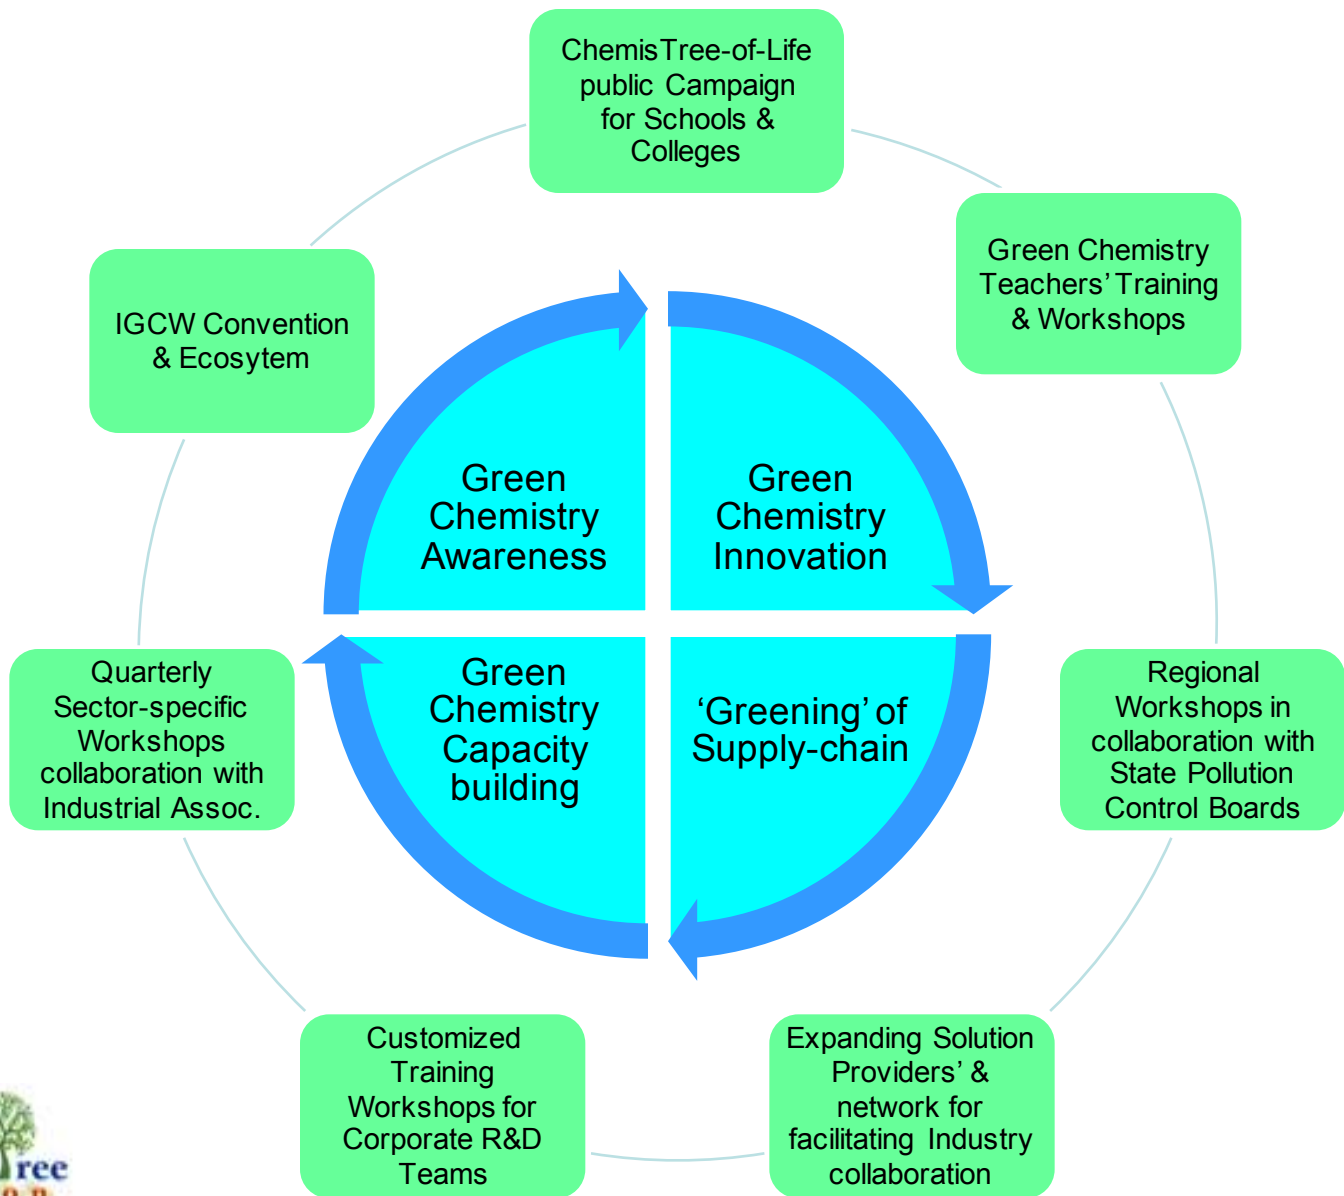 ChemisTree-of-Life
public Campaign
for Schools &
Colleges
Green Chemistry
Teachers’ Training
& Workshops
IGCW Convention
& Ecosytem
Green
Chemistry
Awareness
Green
Chemistry
Innovation
Green
Chemistry
Capacity
building
‘Greening’ of
Supply-chain
Quarterly
Sector-specific
Workshops
collaboration with
Industrial Assoc.
Regional
Workshops in
collaboration with
State Pollution
Control Boards
Customized
Training
Workshops for
Corporate R&D
Teams
Expanding Solution
Providers’ &
network for
facilitating Industry
collaboration
ree